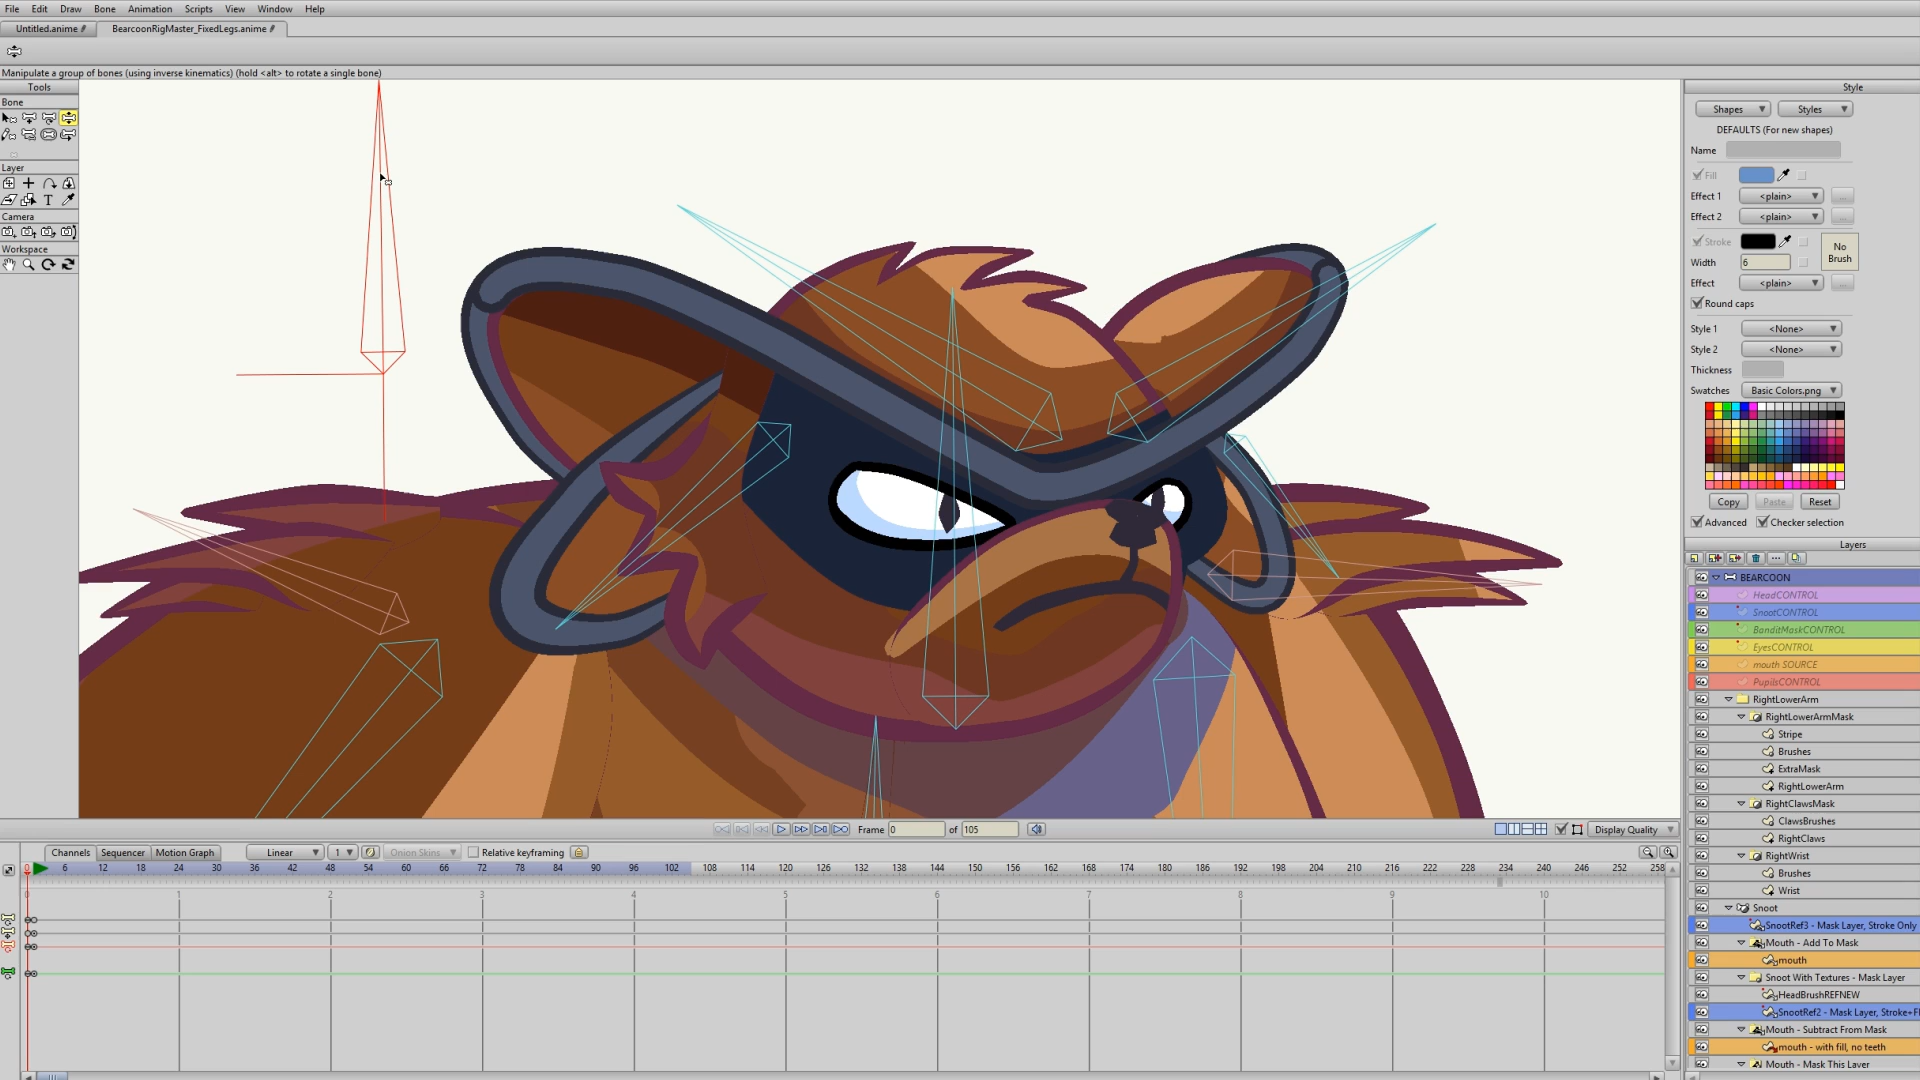 File Edit Draw Bone Animation Scripts View Window Help
Untitled.anime BearcoonRigMaster_FixedLegs.anime
Manipulate a group of bones (using inverse kinematics) (hold <alt> to rotate a single bone)
Tools
Bone
Layer
Camera
Workspace
Style
Shapes Styles
DEFAULTS (For new shapes)
Name
Fill
Effect 1 <plain> ...
Effect 2 <plain> ...
Stroke
No Brush
Width 6
Effect <plain> ...
Round caps
Style 1 <None>
Style 2 <None>
Thickness
Swatches Basic Colors.png
Copy Paste Reset
Advanced Checker selection
Layers
BEARCOON
HeadCONTROL
SnootCONTROL
BanditMaskCONTROL
EyesCONTROL
mouth SOURCE
PupilsCONTROL
RightLowerArm
RightLowerArmMask
Stripe
Brushes
ExtraMask
RightLowerArm
RightClawsMask
ClawsBrushes
RightClaws
RightWrist
Brushes
Wrist
Snoot
SnootRef3 - Mask Layer, Stroke Only
Mouth - Add To Mask
mouth
Snoot With Textures - Mask Layer
HeadBrushREFNEW
SnootRef2 - Mask Layer, Stroke+Fi
Mouth - Subtract From Mask
mouth - with fill, no teeth
Mouth - Mask This Layer
Frame 0 of 105 Display Quality
Channels Sequencer Motion Graph Linear 1 Onion Skins Relative keyframing
0 6 12 18 24 30 36 42 48 54 60 66 72 78 84 90 96 102 108 114 120 126 132 138 144 150 156 162 168 174 180 186 192 198 204 210 216 222 228 234 240 246 252 258
0 1 2 3 4 5 6 7 8 9 10